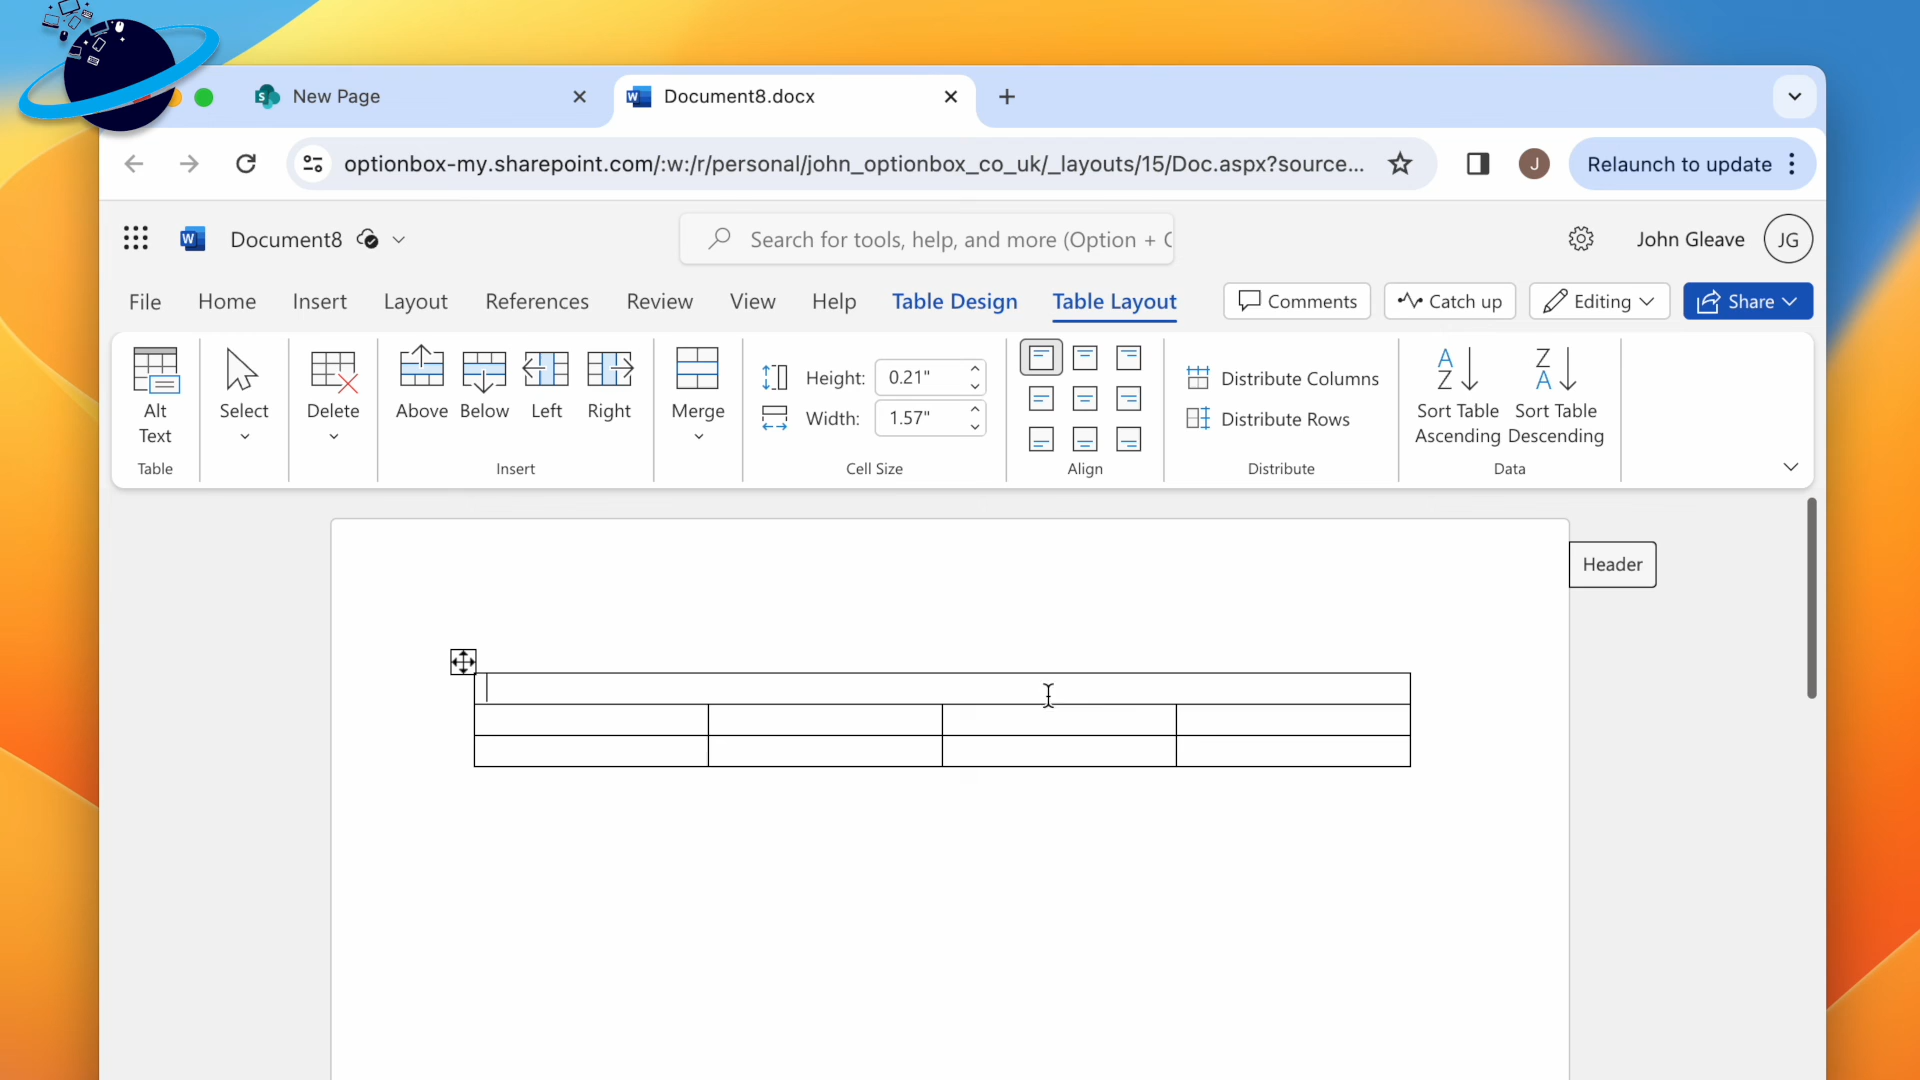 New Page
Document8.docx
optionbox-my.sharepoint.com/:w:/r/personal/john_optionbox_co_uk/_layouts/15/Doc.aspx?source...
J
Relaunch to update
Document8
Search for tools, help, and more (Option +
John Gleave
JG
File
Home
Insert
Layout
References
Review
View
Help
Table Design
Table Layout
Comments
Catch up
Editing
Share
Alt
Text
Select
Delete
Above
Below
Left
Right
Merge
Height:
0.21"
Width:
1.57"
Distribute Columns
Distribute Rows
A
Z
Z
A
Sort Table
Ascending
Sort Table
Descending
Table
Insert
Cell Size
Align
Distribute
Data
Header